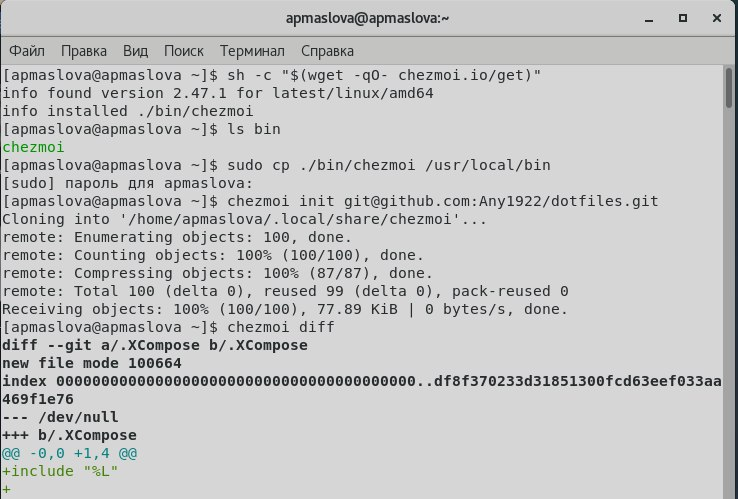 apmaslova@apmaslova:~
Файл Правка Вид Поиск Терминал Справка
[apmaslova@apmaslova ~]$ sh -c "$(wget -qO- chezmoi.io/get)"
info found version 2.47.1 for latest/linux/amd64
info installed ./bin/chezmoi
[apmaslova@apmaslova ~]$ ls bin
chezmoi
[apmaslova@apmaslova ~]$ sudo cp ./bin/chezmoi /usr/local/bin
[sudo] пароль для apmaslova:
[apmaslova@apmaslova ~]$ chezmoi init git@github.com:Any1922/dotfiles.git
Cloning into '/home/apmaslova/.local/share/chezmoi'...
remote: Enumerating objects: 100, done.
remote: Counting objects: 100% (100/100), done.
remote: Compressing objects: 100% (87/87), done.
remote: Total 100 (delta 0), reused 99 (delta 0), pack-reused 0
Receiving objects: 100% (100/100), 77.89 KiB | 0 bytes/s, done.
[apmaslova@apmaslova ~]$ chezmoi diff
diff --git a/.XCompose b/.XCompose
new file mode 100664
index 0000000000000000000000000000000000000000..df8f370233d31851300fcd63eef033aa
469f1e76
--- /dev/null
+++ b/.XCompose
@@ -0,0 +1,4 @@
+include "%L"
+